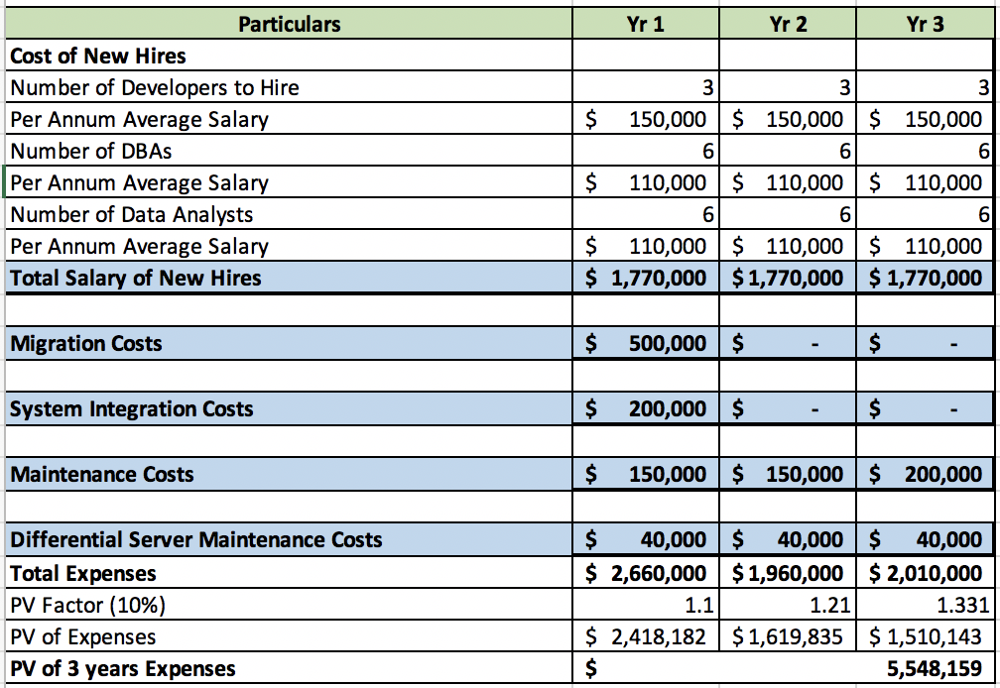 Particulars Yr 1 Yr 2 Yr 3
Cost of New Hires
Number of Developers to Hire 3 3 3
Per Annum Average Salary $ 150,000 $ 150,000 $ 150,000
Number of DBAs 6 6 6
Per Annum Average Salary $ 110,000 $ 110,000 $ 110,000
Number of Data Analysts 6 6 6
Per Annum Average Salary $ 110,000 $ 110,000 $ 110,000
Total Salary of New Hires $ 1,770,000 $ 1,770,000 $ 1,770,000
Migration Costs $ 500,000 $ - $ -
System Integration Costs $ 200,000 $ - $ -
Maintenance Costs $ 150,000 $ 150,000 $ 200,000
Differential Server Maintenance Costs $ 40,000 $ 40,000 $ 40,000
Total Expenses $ 2,660,000 $ 1,960,000 $ 2,010,000
PV Factor (10%) 1.1 1.21 1.331
PV of Expenses $ 2,418,182 $ 1,619,835 $ 1,510,143
PV of 3 years Expenses $ 5,548,159